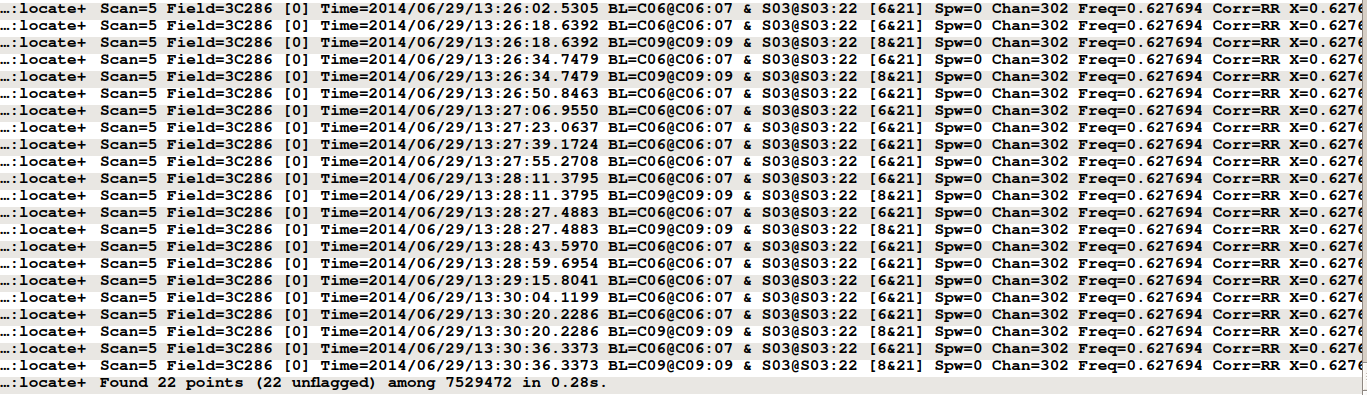 …:locate+ Scan=5 Field=3C286 [0] Time=2014/06/29/13:26:02.5305 BL=C06@C06:07 & S03@S03:22 [6&21] Spw=0 Chan=302 Freq=0.627694 Corr=RR X=0.6276
…:locate+ Scan=5 Field=3C286 [0] Time=2014/06/29/13:26:18.6392 BL=C06@C06:07 & S03@S03:22 [6&21] Spw=0 Chan=302 Freq=0.627694 Corr=RR X=0.6276
…:locate+ Scan=5 Field=3C286 [0] Time=2014/06/29/13:26:18.6392 BL=C09@C09:09 & S03@S03:22 [8&21] Spw=0 Chan=302 Freq=0.627694 Corr=RR X=0.6276
…:locate+ Scan=5 Field=3C286 [0] Time=2014/06/29/13:26:34.7479 BL=C06@C06:07 & S03@S03:22 [6&21] Spw=0 Chan=302 Freq=0.627694 Corr=RR X=0.6276
…:locate+ Scan=5 Field=3C286 [0] Time=2014/06/29/13:26:34.7479 BL=C09@C09:09 & S03@S03:22 [8&21] Spw=0 Chan=302 Freq=0.627694 Corr=RR X=0.6276
…:locate+ Scan=5 Field=3C286 [0] Time=2014/06/29/13:26:50.8463 BL=C06@C06:07 & S03@S03:22 [6&21] Spw=0 Chan=302 Freq=0.627694 Corr=RR X=0.6276
…:locate+ Scan=5 Field=3C286 [0] Time=2014/06/29/13:27:06.9550 BL=C06@C06:07 & S03@S03:22 [6&21] Spw=0 Chan=302 Freq=0.627694 Corr=RR X=0.6276
…:locate+ Scan=5 Field=3C286 [0] Time=2014/06/29/13:27:23.0637 BL=C06@C06:07 & S03@S03:22 [6&21] Spw=0 Chan=302 Freq=0.627694 Corr=RR X=0.6276
…:locate+ Scan=5 Field=3C286 [0] Time=2014/06/29/13:27:39.1724 BL=C06@C06:07 & S03@S03:22 [6&21] Spw=0 Chan=302 Freq=0.627694 Corr=RR X=0.6276
…:locate+ Scan=5 Field=3C286 [0] Time=2014/06/29/13:27:55.2708 BL=C06@C06:07 & S03@S03:22 [6&21] Spw=0 Chan=302 Freq=0.627694 Corr=RR X=0.6276
…:locate+ Scan=5 Field=3C286 [0] Time=2014/06/29/13:28:11.3795 BL=C06@C06:07 & S03@S03:22 [6&21] Spw=0 Chan=302 Freq=0.627694 Corr=RR X=0.6276
…:locate+ Scan=5 Field=3C286 [0] Time=2014/06/29/13:28:11.3795 BL=C09@C09:09 & S03@S03:22 [8&21] Spw=0 Chan=302 Freq=0.627694 Corr=RR X=0.6276
…:locate+ Scan=5 Field=3C286 [0] Time=2014/06/29/13:28:27.4883 BL=C06@C06:07 & S03@S03:22 [6&21] Spw=0 Chan=302 Freq=0.627694 Corr=RR X=0.6276
…:locate+ Scan=5 Field=3C286 [0] Time=2014/06/29/13:28:27.4883 BL=C09@C09:09 & S03@S03:22 [8&21] Spw=0 Chan=302 Freq=0.627694 Corr=RR X=0.6276
…:locate+ Scan=5 Field=3C286 [0] Time=2014/06/29/13:28:43.5970 BL=C06@C06:07 & S03@S03:22 [6&21] Spw=0 Chan=302 Freq=0.627694 Corr=RR X=0.6276
…:locate+ Scan=5 Field=3C286 [0] Time=2014/06/29/13:28:59.6954 BL=C06@C06:07 & S03@S03:22 [6&21] Spw=0 Chan=302 Freq=0.627694 Corr=RR X=0.6276
…:locate+ Scan=5 Field=3C286 [0] Time=2014/06/29/13:29:15.8041 BL=C06@C06:07 & S03@S03:22 [6&21] Spw=0 Chan=302 Freq=0.627694 Corr=RR X=0.6276
…:locate+ Scan=5 Field=3C286 [0] Time=2014/06/29/13:30:04.1199 BL=C06@C06:07 & S03@S03:22 [6&21] Spw=0 Chan=302 Freq=0.627694 Corr=RR X=0.6276
…:locate+ Scan=5 Field=3C286 [0] Time=2014/06/29/13:30:20.2286 BL=C06@C06:07 & S03@S03:22 [6&21] Spw=0 Chan=302 Freq=0.627694 Corr=RR X=0.6276
…:locate+ Scan=5 Field=3C286 [0] Time=2014/06/29/13:30:20.2286 BL=C09@C09:09 & S03@S03:22 [8&21] Spw=0 Chan=302 Freq=0.627694 Corr=RR X=0.6276
…:locate+ Scan=5 Field=3C286 [0] Time=2014/06/29/13:30:36.3373 BL=C06@C06:07 & S03@S03:22 [6&21] Spw=0 Chan=302 Freq=0.627694 Corr=RR X=0.6276
…:locate+ Scan=5 Field=3C286 [0] Time=2014/06/29/13:30:36.3373 BL=C09@C09:09 & S03@S03:22 [8&21] Spw=0 Chan=302 Freq=0.627694 Corr=RR X=0.6276
…:locate+ Found 22 points (22 unflagged) among 7529472 in 0.28s.